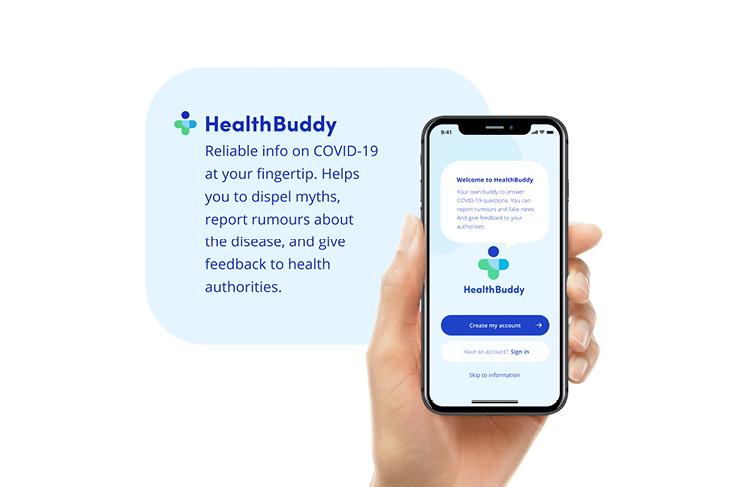 HealthBuddy
Reliable info on COVID-19
at your fingertip. Helps
you to dispel myths,
report rumours about
the disease, and give
feedback to health
authorities.
9:41
Welcome to HealthBuddy
Your own buddy to answer
COVID-19 questions. You can
report rumours and fake news
And give feedback to your
authorities
HealthBuddy
Create my account
Have an account? Sign in
Skip to information